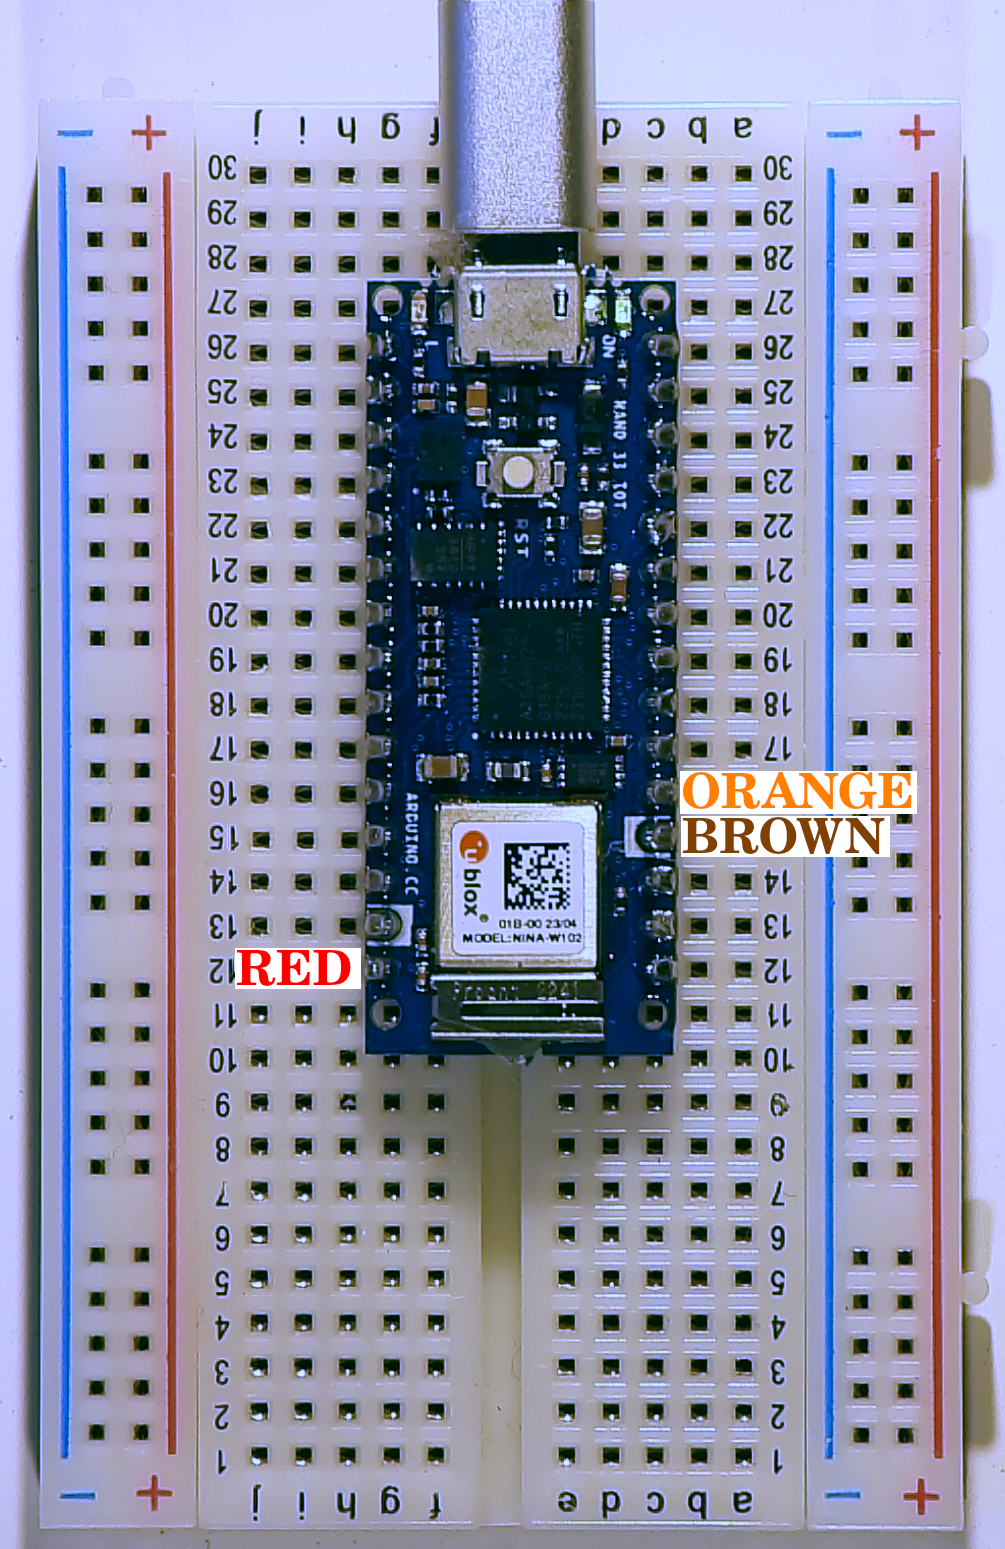 − + − +
j i h g f d c b a
30 30
29 29
28 28
27 27
26 26
L ON
25 25
24 24
NANO 33 IOT
23 23
22 22
RST
21 21
20 20
19 19
18 18
17 17
16 ORANGE
ARDUINO.CC
15 BROWN
u blox
14 14
13 01B-00 23/04 13
MODEL:NINA-W102
RED 12
11 11
10 10
9 9
8 8
7 7
6 6
5 5
4 4
3 3
2 2
1 1
j i h g f e d c b a
− + − +